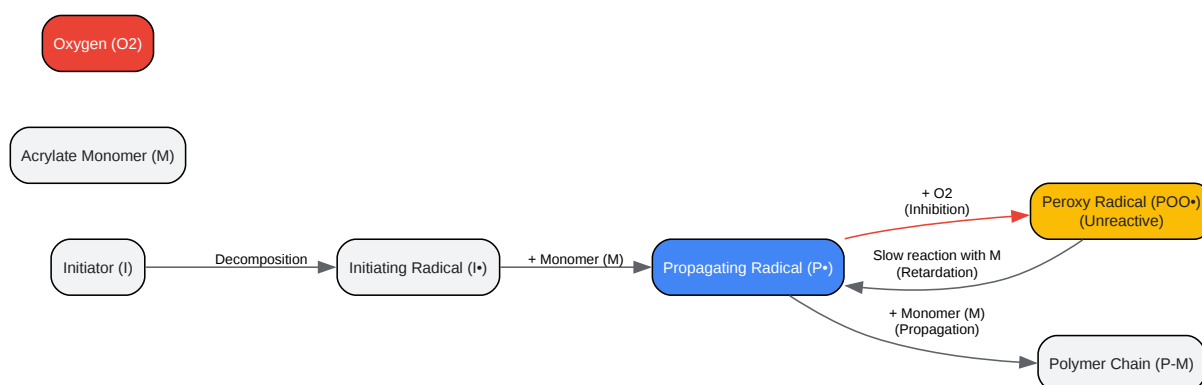 Oxygen (O2)
Acrylate Monomer (M)
Initiator (I)
Decomposition
Initiating Radical (I•)
+ Monomer (M)
Propagating Radical (P•)
+ O2
(Inhibition)
Peroxy Radical (POO•)
(Unreactive)
Slow reaction with M
(Retardation)
+ Monomer (M)
(Propagation)
Polymer Chain (P-M)